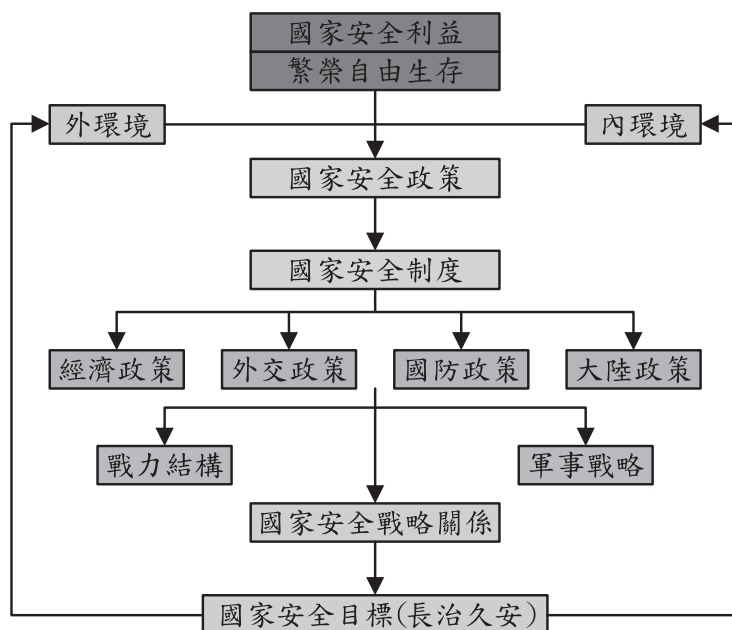 國家安全利益
繁榮自由生存
外環境
內環境
國家安全政策
國家安全制度
經濟政策
外交政策
國防政策
大陸政策
戰力結構
軍事戰略
國家安全戰略關係
國家安全目標(長治久安)